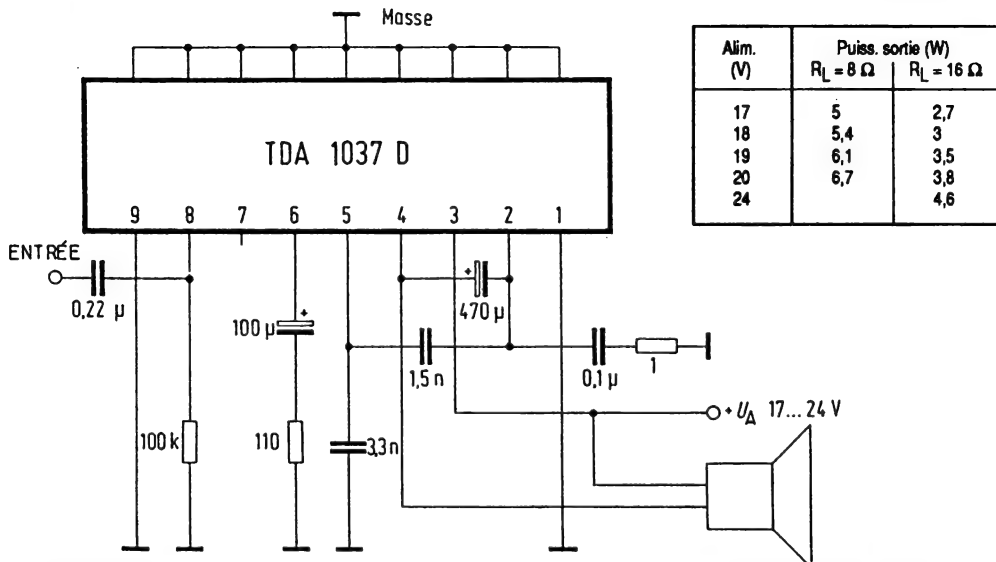 Masse
TDA 1037 D
9 8 7 6 5 4 3 2 1
ENTRÉE
0,22 µ
100 k
100 µ
+
110
3,3 n
1,5 n
+
470 µ
0,1 µ
1
+ UA 17... 24 V
Alim. (V) Puiss. sortie (W)
RL = 8 Ω RL = 16 Ω
17 5 2,7
18 5,4 3
19 6,1 3,5
20 6,7 3,8
24 4,6